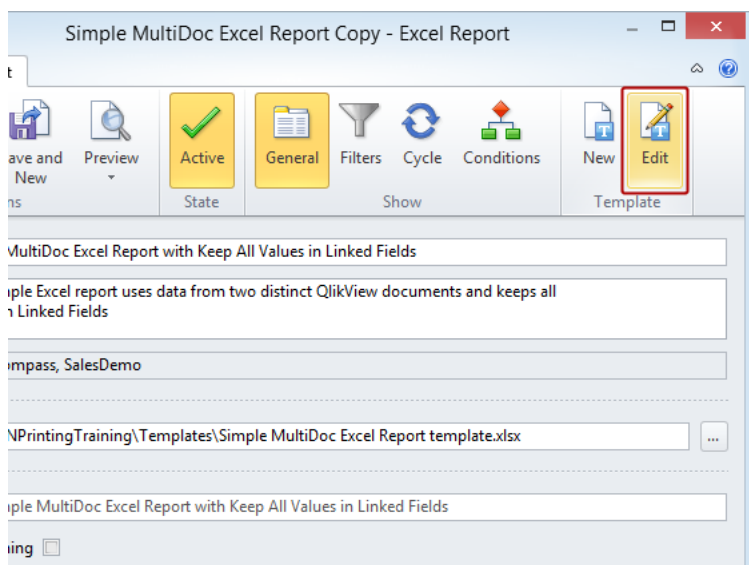 Simple MultiDoc Excel Report Copy - Excel Report
t
ave and New
Preview
Active
General
Filters
Cycle
Conditions
New
Edit
ns
State
Show
Template
MultiDoc Excel Report with Keep All Values in Linked Fields
nple Excel report uses data from two distinct QlikView documents and keeps all
n Linked Fields
ompass, SalesDemo
NPrintingTraining\Templates\Simple MultiDoc Excel Report template.xlsx
...
nple MultiDoc Excel Report with Keep All Values in Linked Fields
ning